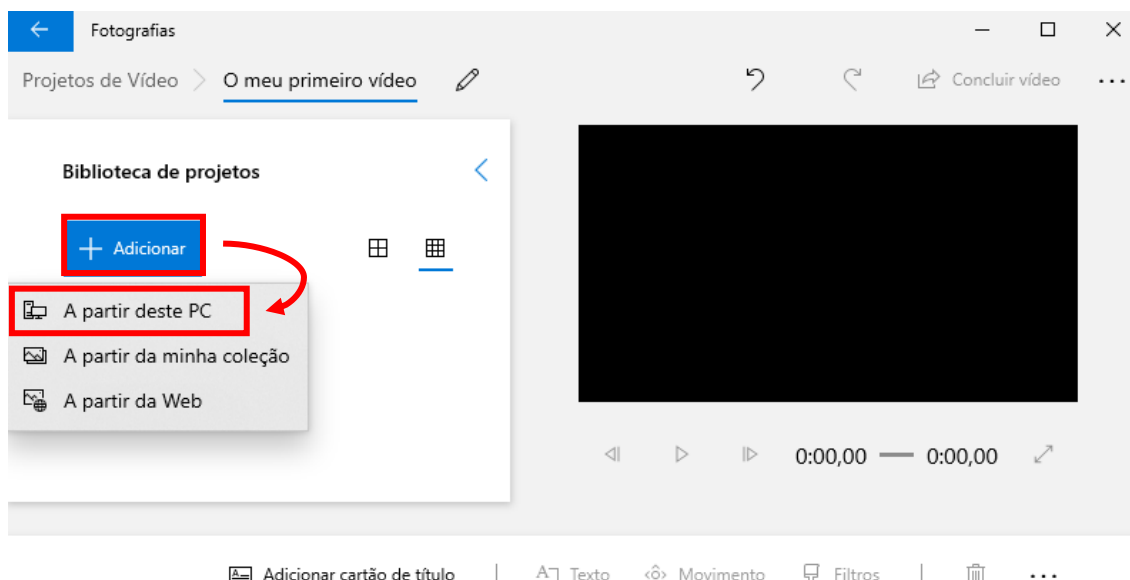 Fotografias
Projetos de Vídeo > O meu primeiro vídeo
Concluir vídeo
Biblioteca de projetos
Adicionar
A partir deste PC
A partir da minha coleção
A partir da Web
0:00,00 0:00,00
Adicionar cartão de título | Texto Movimento Filtros |